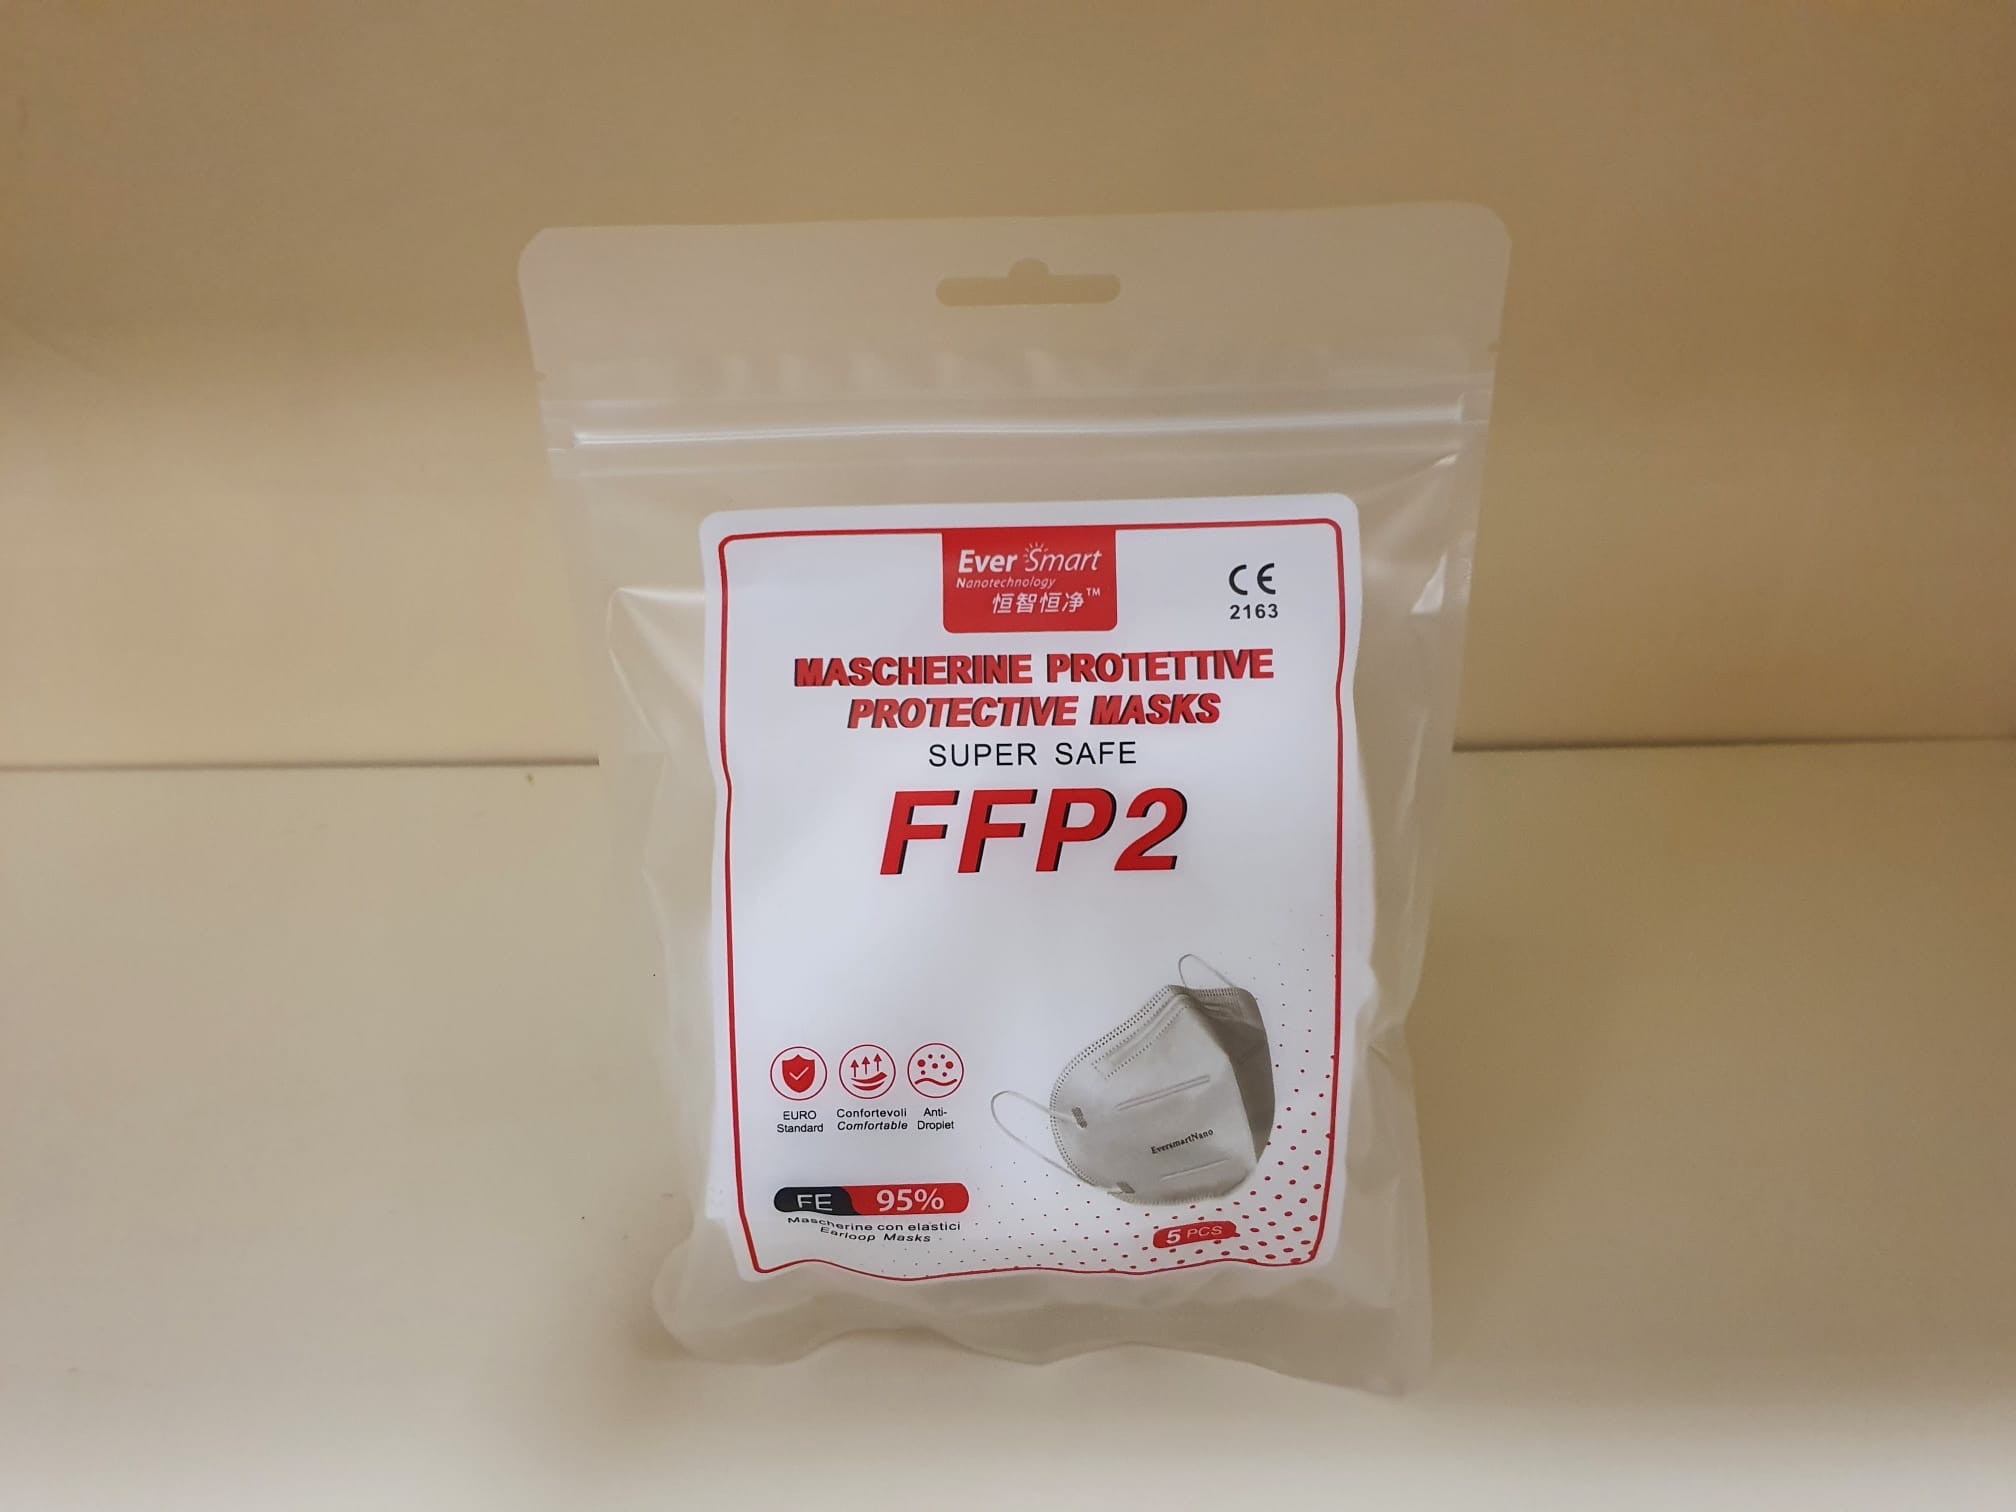 Ever Smart
Nanotechnology
恒智恒净™
CE
2163
MASCHERINE PROTETTIVE
PROTECTIVE MASKS
SUPER SAFE
FFP2
EURO
Standard
Confortevoli
Comfortable
Anti-
Droplet
EversmartNano
FE 95%
Mascherine con elastici
Earloop Masks
5 PCS